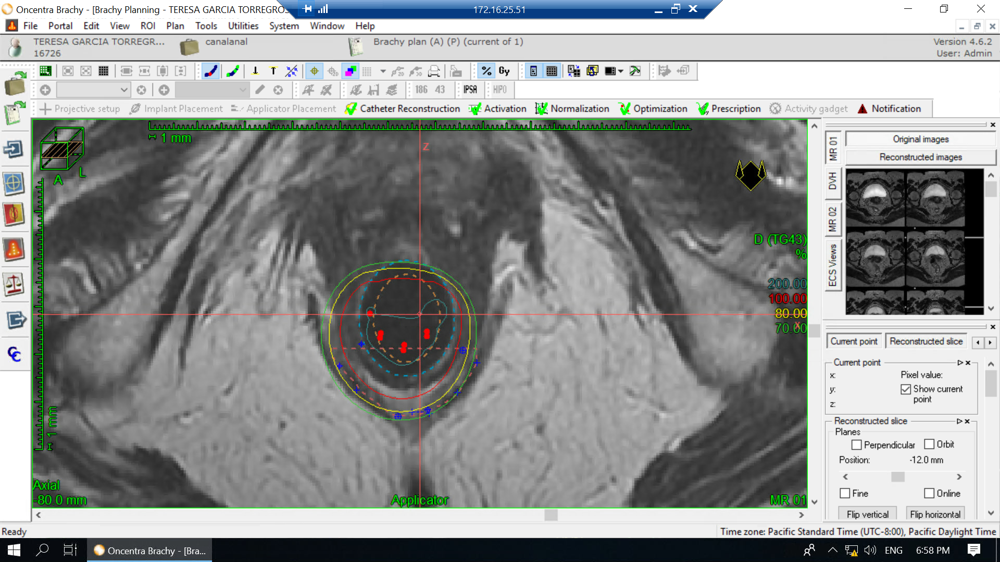 Oncentra Brachy - [Brachy Planning - TERESA GARCIA TORREGROS
172.16.25.51
File Portal Edit View ROI Plan Tools Utilities System Window Help
TERESA GARCIA TORREGR...
16726
canalanal
Brachy plan (A) (P) (current of 1)
Version 4.6.2
User: Admin
% Gy
186 43 IPSA HIPO
Projective setup Implant Placement Applicator Placement Catheter Reconstruction Activation Normalization Optimization Prescription Activity gadget Notification
1 mm
Z
A L
D (TG43)
%
200.00
100.00
80.00
70.00
X
1 mm
Axial
-80.0 mm
Applicator
MR 01
MR 01
DVH
MR 02
ECS Views
Original images
Reconstructed images
Current point Reconstructed slice
Current point
x:
y:
z:
Pixel value:
Show current point
Reconstructed slice
Planes
Perpendicular Orbit
Position: -12.0 mm
Fine Online
Flip vertical Flip horizontal
Ready
Time zone: Pacific Standard Time (UTC-8:00), Pacific Daylight Time
Oncentra Brachy - [Bra...
ENG 6:58 PM